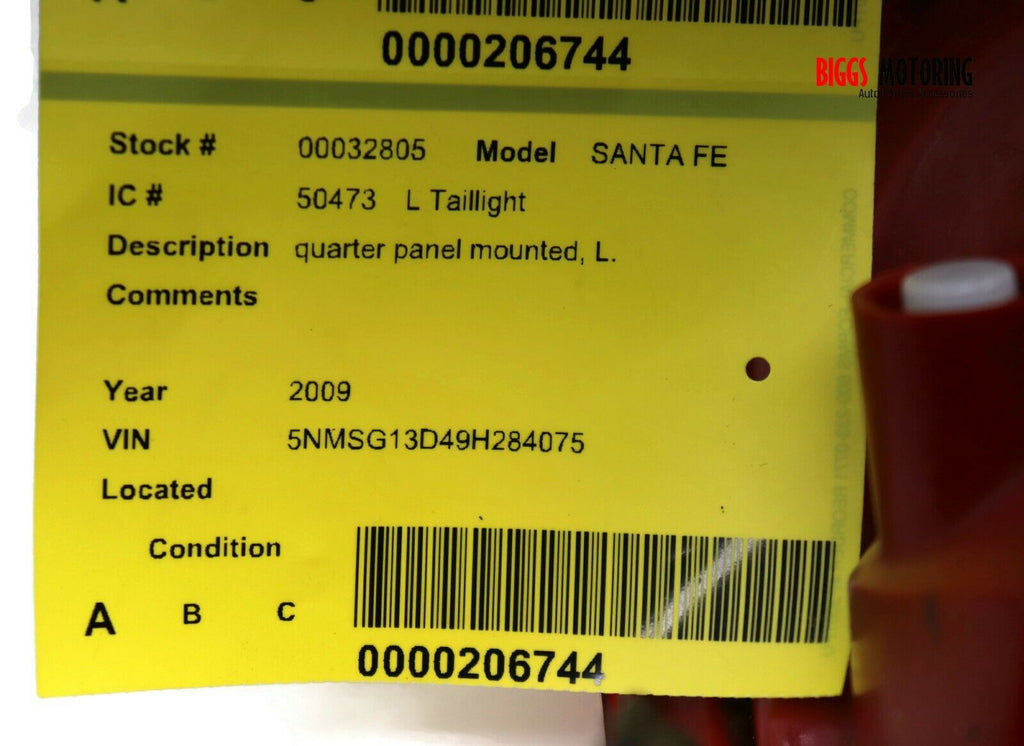 0000206744
BIGGS MOTORING
Stock # 00032805 Model SANTA FE
IC # 50473 L Taillight
Description quarter panel mounted, L.
Comments
Year 2009
VIN 5NMSG13D49H284075
Located
Condition
A B C
0000206744